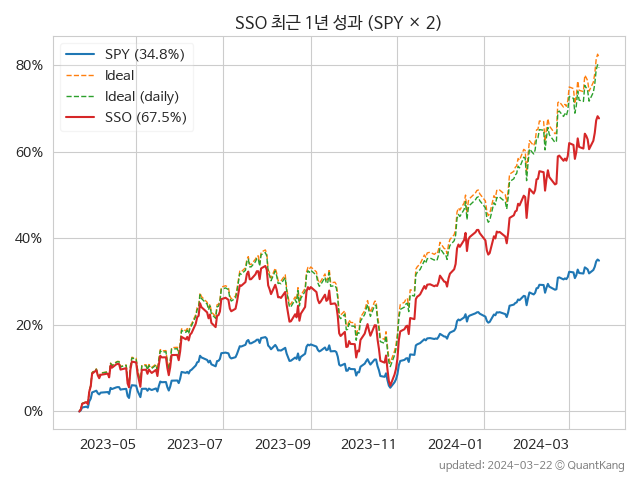 SSO 최근 1년 성과 (SPY × 2)
SPY (34.8%)
Ideal
Ideal (daily)
SSO (67.5%)
80%
60%
40%
20%
0%
2023-05
2023-07
2023-09
2023-11
2024-01
2024-03
updated: 2024-03-22 © QuantKang